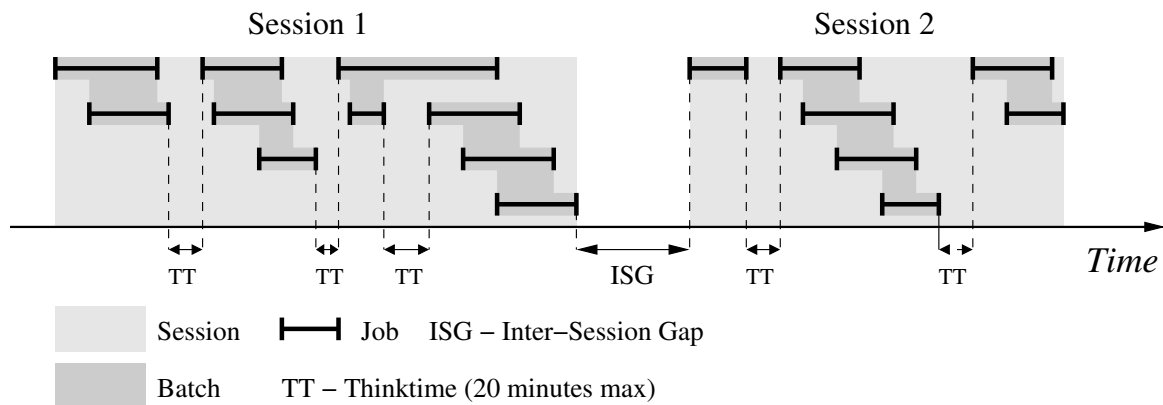 Session 1
Session 2
TT
TT
TT
ISG
TT
TT
Time
Session
Job
ISG − Inter−Session Gap
Batch
TT − Thinktime (20 minutes max)